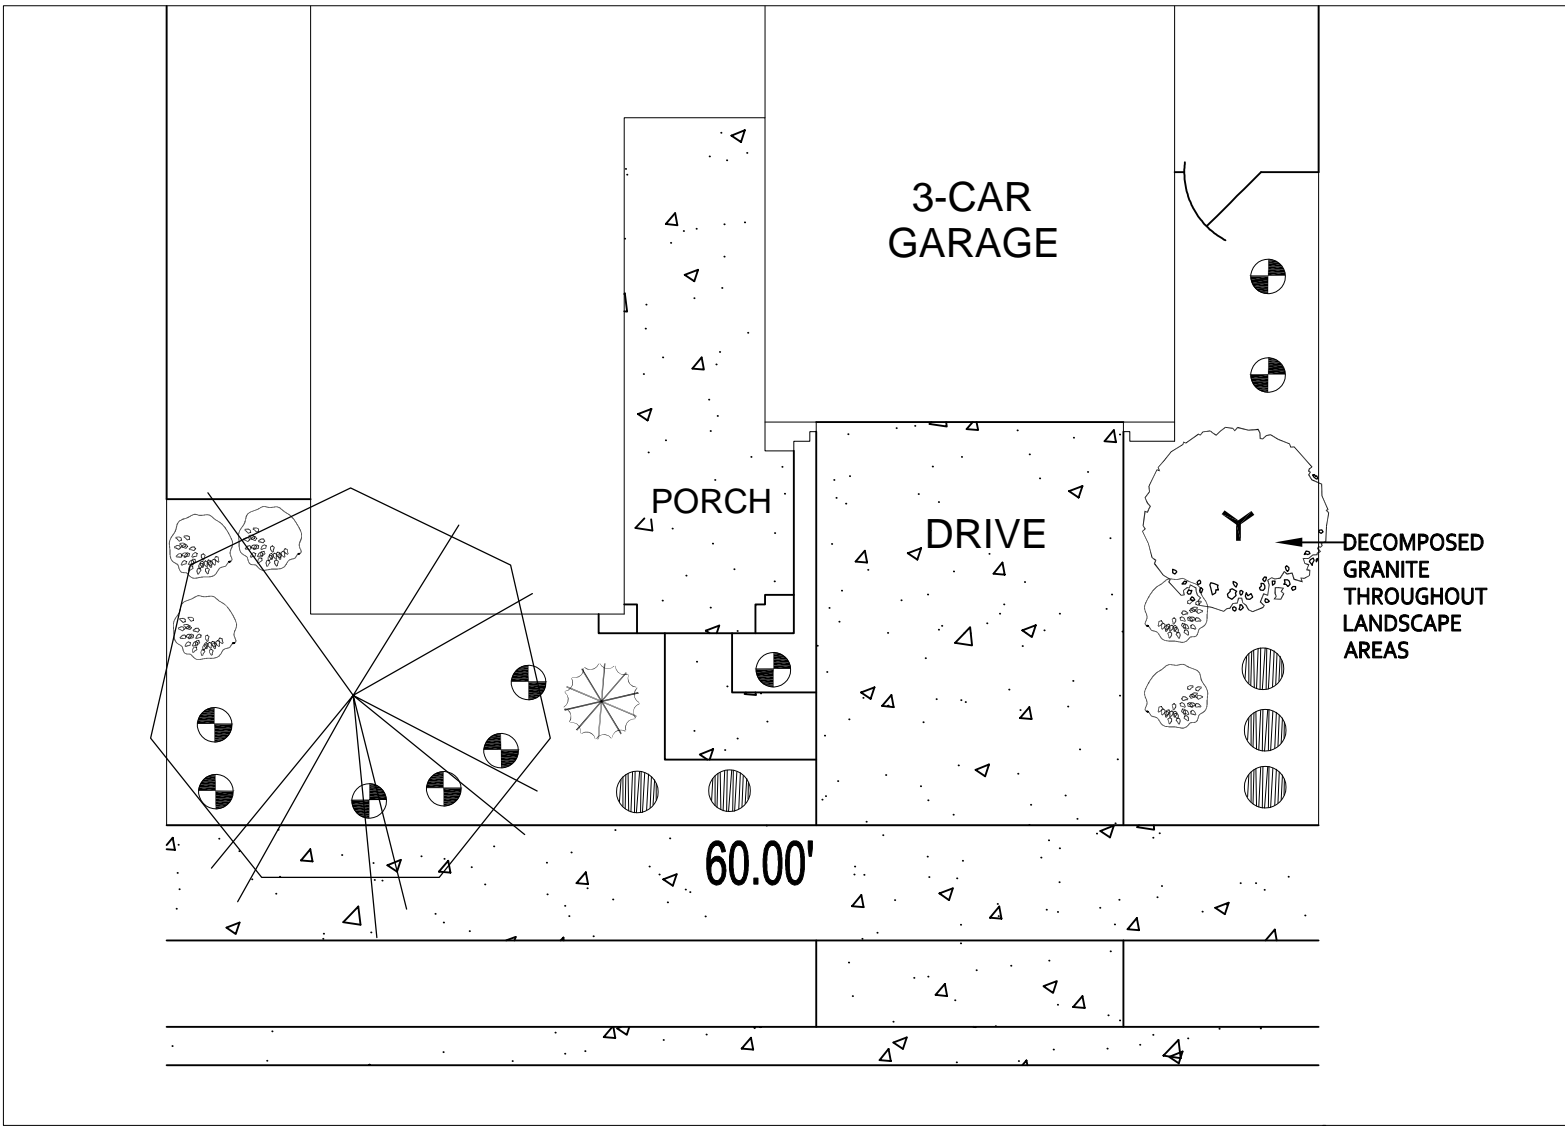 3-CAR
GARAGE
PORCH
DRIVE
DECOMPOSED
GRANITE
THROUGHOUT
LANDSCAPE
AREAS
60.00'